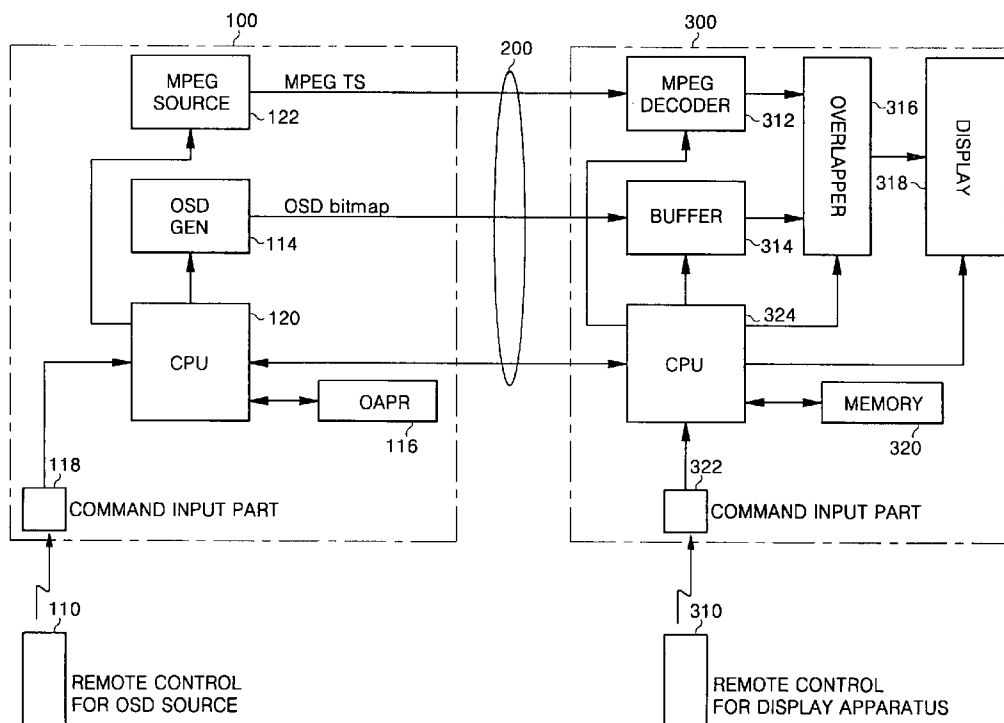 100
200
300
MPEG
SOURCE
122
MPEG TS
MPEG
DECODER
312
OVERLAPPER
316
DISPLAY
318
OSD
GEN
114
OSD bitmap
BUFFER
314
120
CPU
324
CPU
OAPR
116
MEMORY
320
118
COMMAND INPUT PART
322
COMMAND INPUT PART
110
REMOTE CONTROL
FOR OSD SOURCE
310
REMOTE CONTROL
FOR DISPLAY APPARATUS